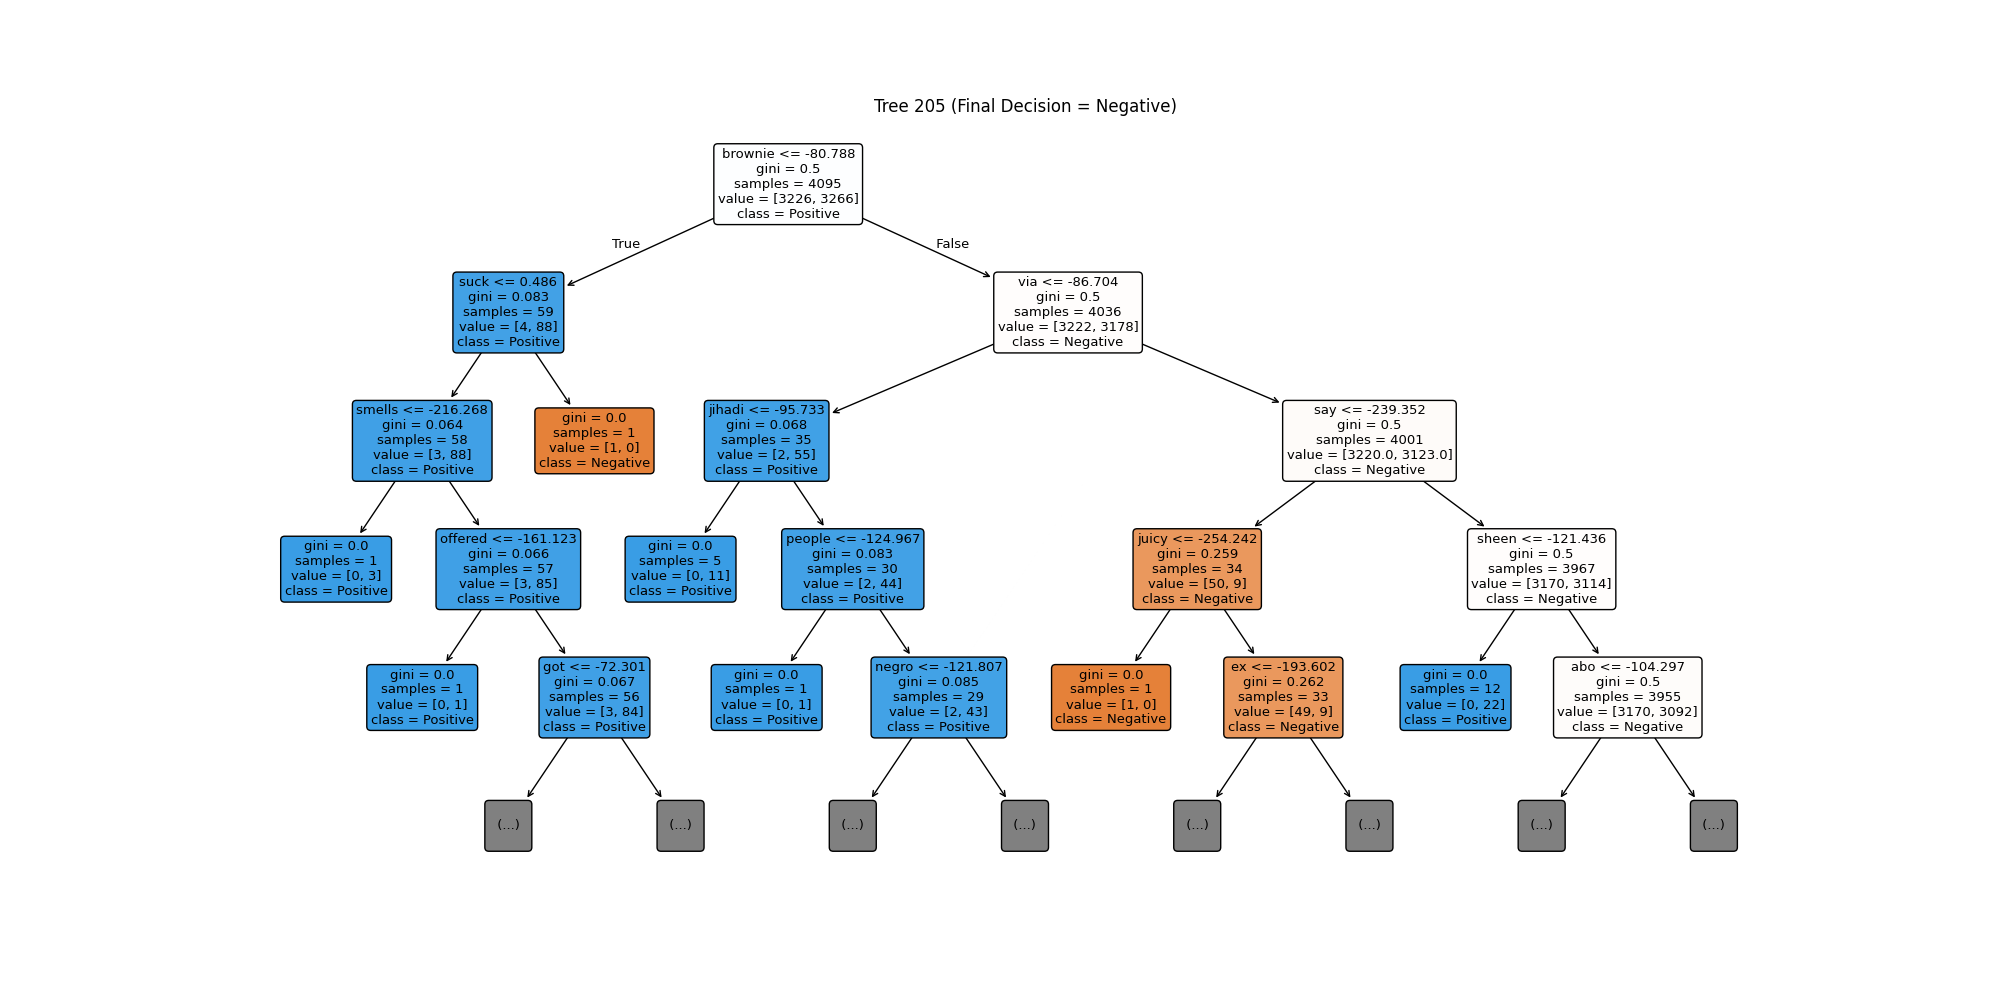 Tree 205 (Final Decision = Negative)
brownie <= -80.788
gini = 0.5
samples = 4095
value = [3226, 3266]
class = Positive
True
False
suck <= 0.486
gini = 0.083
samples = 59
value = [4, 88]
class = Positive
via <= -86.704
gini = 0.5
samples = 4036
value = [3222, 3178]
class = Negative
smells <= -216.268
gini = 0.064
samples = 58
value = [3, 88]
class = Positive
gini = 0.0
samples = 1
value = [1, 0]
class = Negative
jihadi <= -95.733
gini = 0.068
samples = 35
value = [2, 55]
class = Positive
say <= -239.352
gini = 0.5
samples = 4001
value = [3220.0, 3123.0]
class = Negative
gini = 0.0
samples = 1
value = [0, 3]
class = Positive
offered <= -161.123
gini = 0.066
samples = 57
value = [3, 85]
class = Positive
gini = 0.0
samples = 5
value = [0, 11]
class = Positive
people <= -124.967
gini = 0.083
samples = 30
value = [2, 44]
class = Positive
juicy <= -254.242
gini = 0.259
samples = 34
value = [50, 9]
class = Negative
sheen <= -121.436
gini = 0.5
samples = 3967
value = [3170, 3114]
class = Negative
gini = 0.0
samples = 1
value = [0, 1]
class = Positive
got <= -72.301
gini = 0.067
samples = 56
value = [3, 84]
class = Positive
gini = 0.0
samples = 1
value = [0, 1]
class = Positive
negro <= -121.807
gini = 0.085
samples = 29
value = [2, 43]
class = Positive
gini = 0.0
samples = 1
value = [1, 0]
class = Negative
ex <= -193.602
gini = 0.262
samples = 33
value = [49, 9]
class = Negative
gini = 0.0
samples = 12
value = [0, 22]
class = Positive
abo <= -104.297
gini = 0.5
samples = 3955
value = [3170, 3092]
class = Negative
(...)
(...)
(...)
(...)
(...)
(...)
(...)
(...)